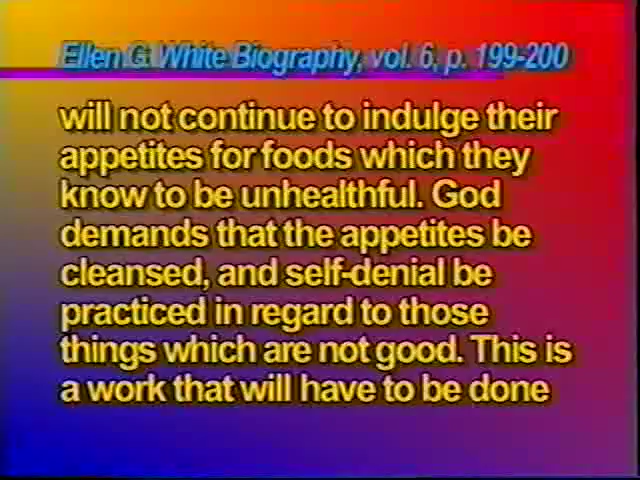 Ellen G. White Biography, vol. 6, p. 199-200
will not continue to indulge their
appetites for foods which they
know to be unhealthful. God
demands that the appetites be
cleansed, and self-denial be
practiced in regard to those
things which are not good. This is
a work that will have to be done